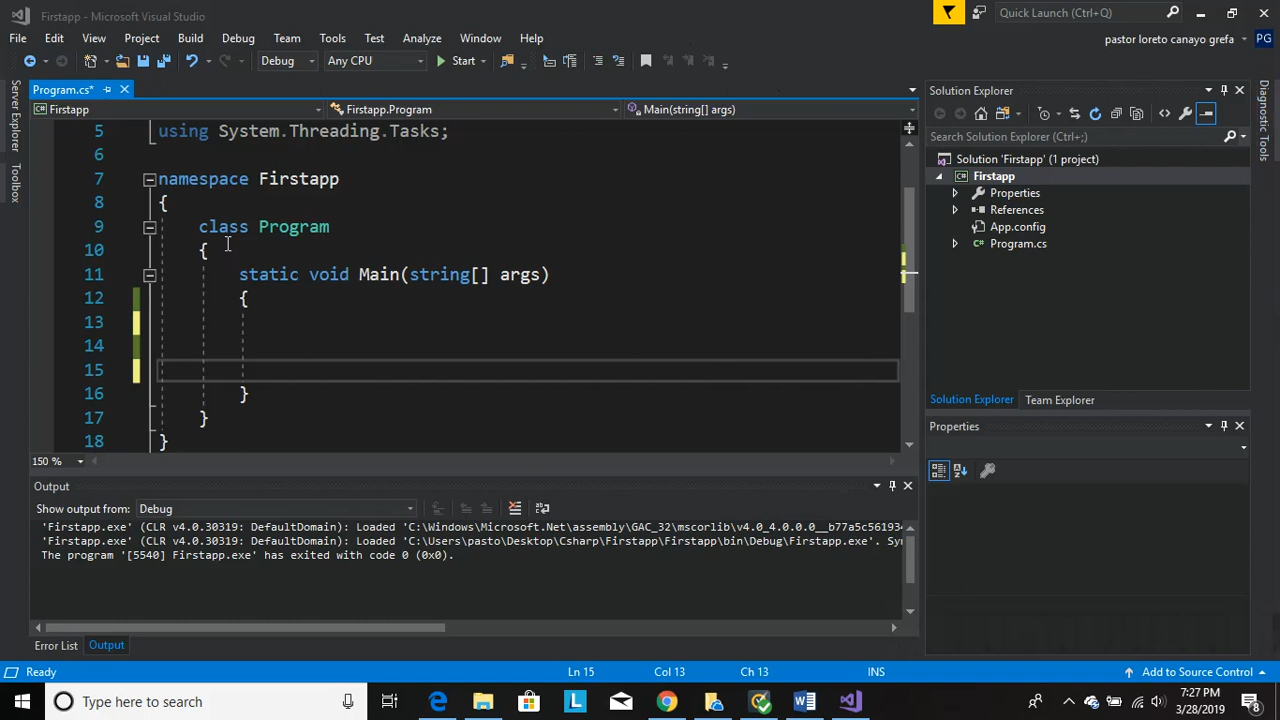 Firstapp - Microsoft Visual Studio
Quick Launch (Ctrl+Q)
File Edit View Project Build Debug Team Tools Test Analyze Window Help
pastor loreto canayo grefa PG
Debug Any CPU Start
Server Explorer
Toolbox
Program.cs*
Firstapp Firstapp.Program Main(string[] args)
5 using System.Threading.Tasks;
6
7 namespace Firstapp
8 {
9 class Program
10 {
11 static void Main(string[] args)
12 {
13
14
15
16 }
17 }
18 }
150 %
Output
Show output from: Debug
'Firstapp.exe' (CLR v4.0.30319: DefaultDomain): Loaded 'C:\Windows\Microsoft.Net\assembly\GAC_32\mscorlib\v4.0_4.0.0.0__b77a5c56193
'Firstapp.exe' (CLR v4.0.30319: DefaultDomain): Loaded 'C:\Users\pasto\Desktop\Csharp\Firstapp\Firstapp\bin\Debug\Firstapp.exe'. Syn
The program '[5540] Firstapp.exe' has exited with code 0 (0x0).
Error List Output
Solution Explorer
Search Solution Explorer (Ctrl+;)
Solution 'Firstapp' (1 project)
Firstapp
Properties
References
App.config
Program.cs
Solution Explorer Team Explorer
Properties
Diagnostic Tools
Ready Ln 15 Col 13 Ch 13 INS Add to Source Control
Type here to search
7:27 PM
3/28/2019
8